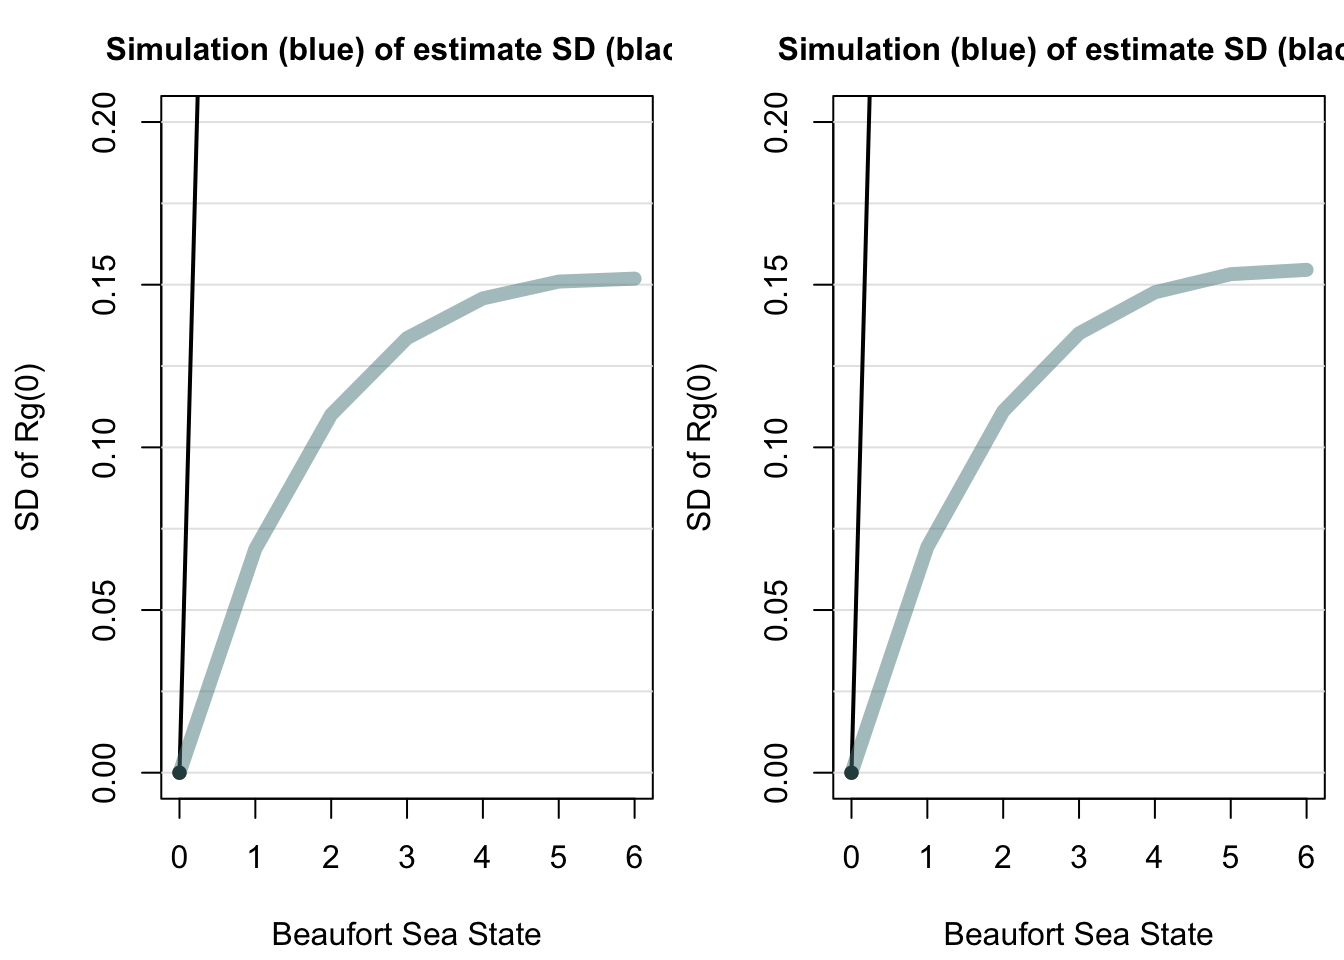 Simulation (blue) of estimate SD (blac
SD of Rg(0)
0.20
0.15
0.10
0.05
0.00
0 1 2 3 4 5 6
Beaufort Sea State
Simulation (blue) of estimate SD (blac
SD of Rg(0)
0.20
0.15
0.10
0.05
0.00
0 1 2 3 4 5 6
Beaufort Sea State